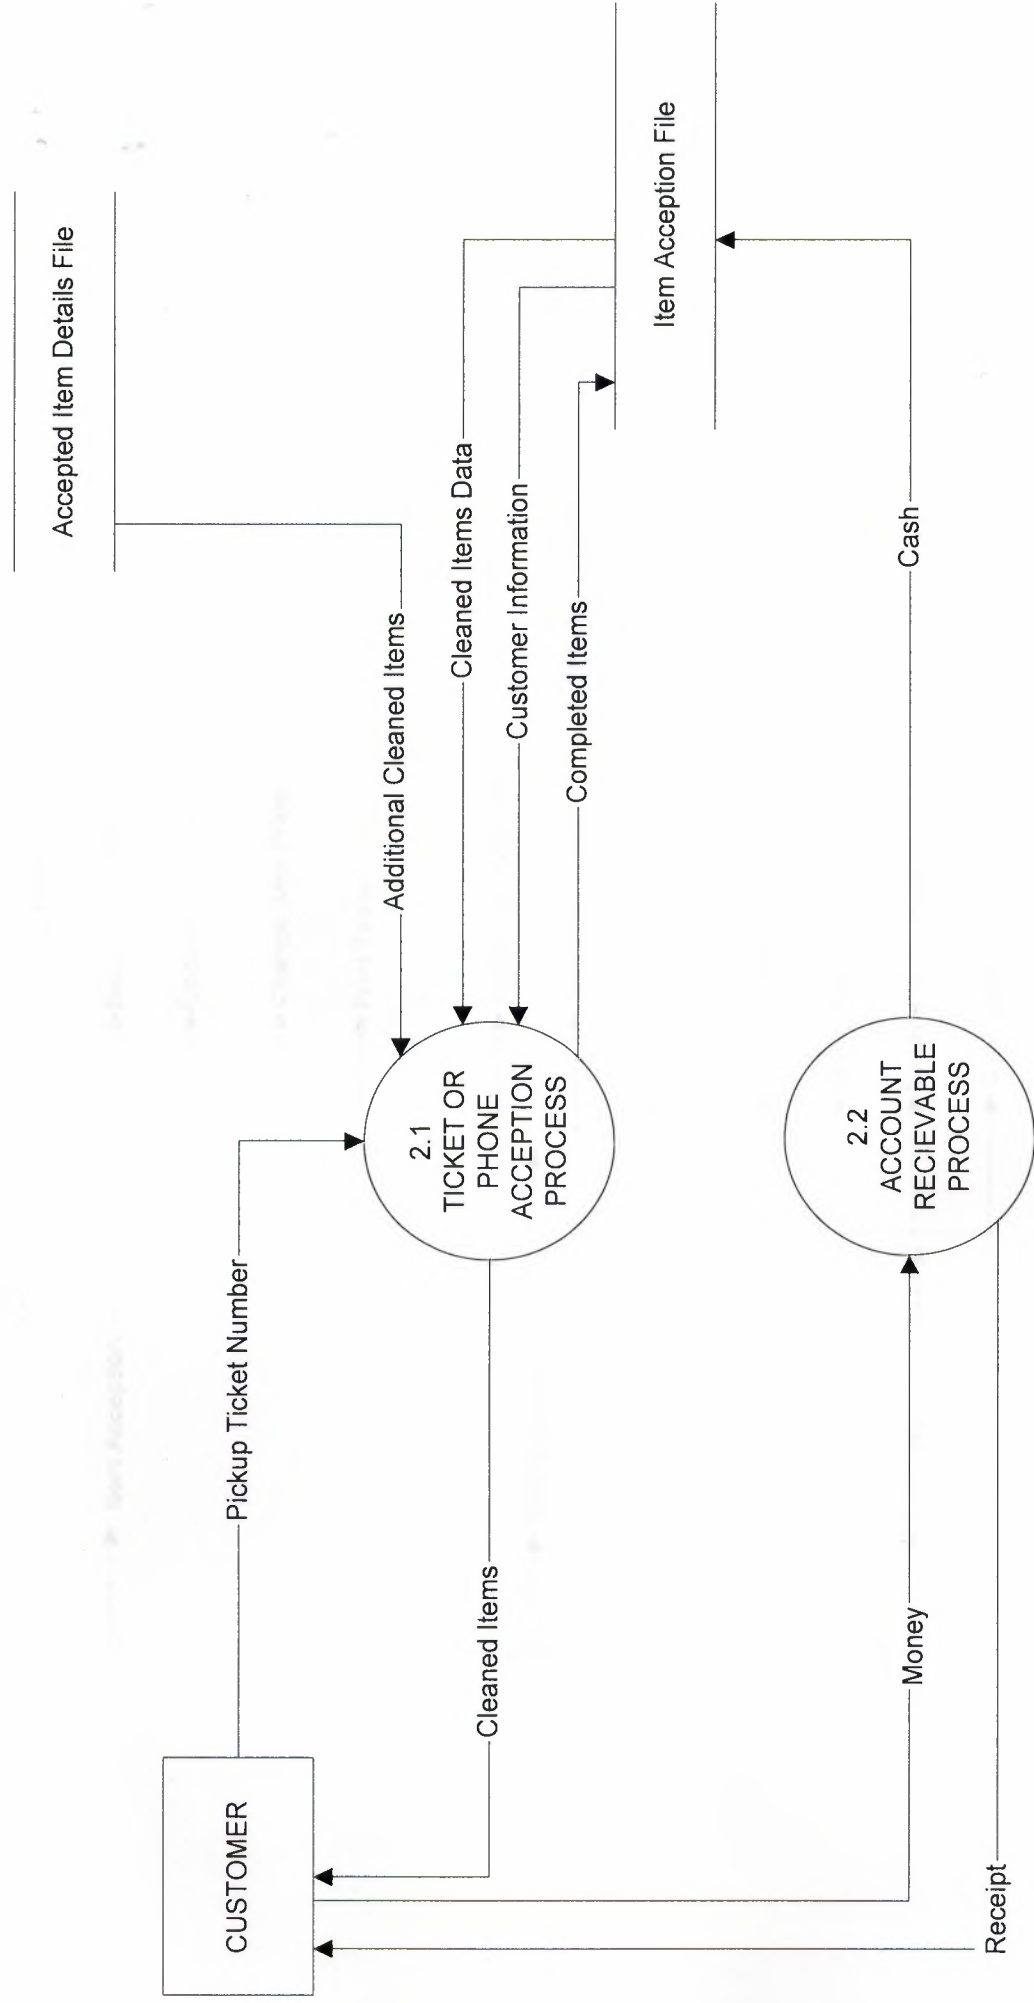 Accepted Item Details File
Item Acception File
Additional Cleaned Items
Cleaned Items Data
Customer Information
Completed Items
Cash
2.1
TICKET OR
PHONE
ACCEPTION
PROCESS
2.2
ACCOUNT
RECIEVABLE
PROCESS
Pickup Ticket Number
Cleaned Items
Money
Receipt
CUSTOMER